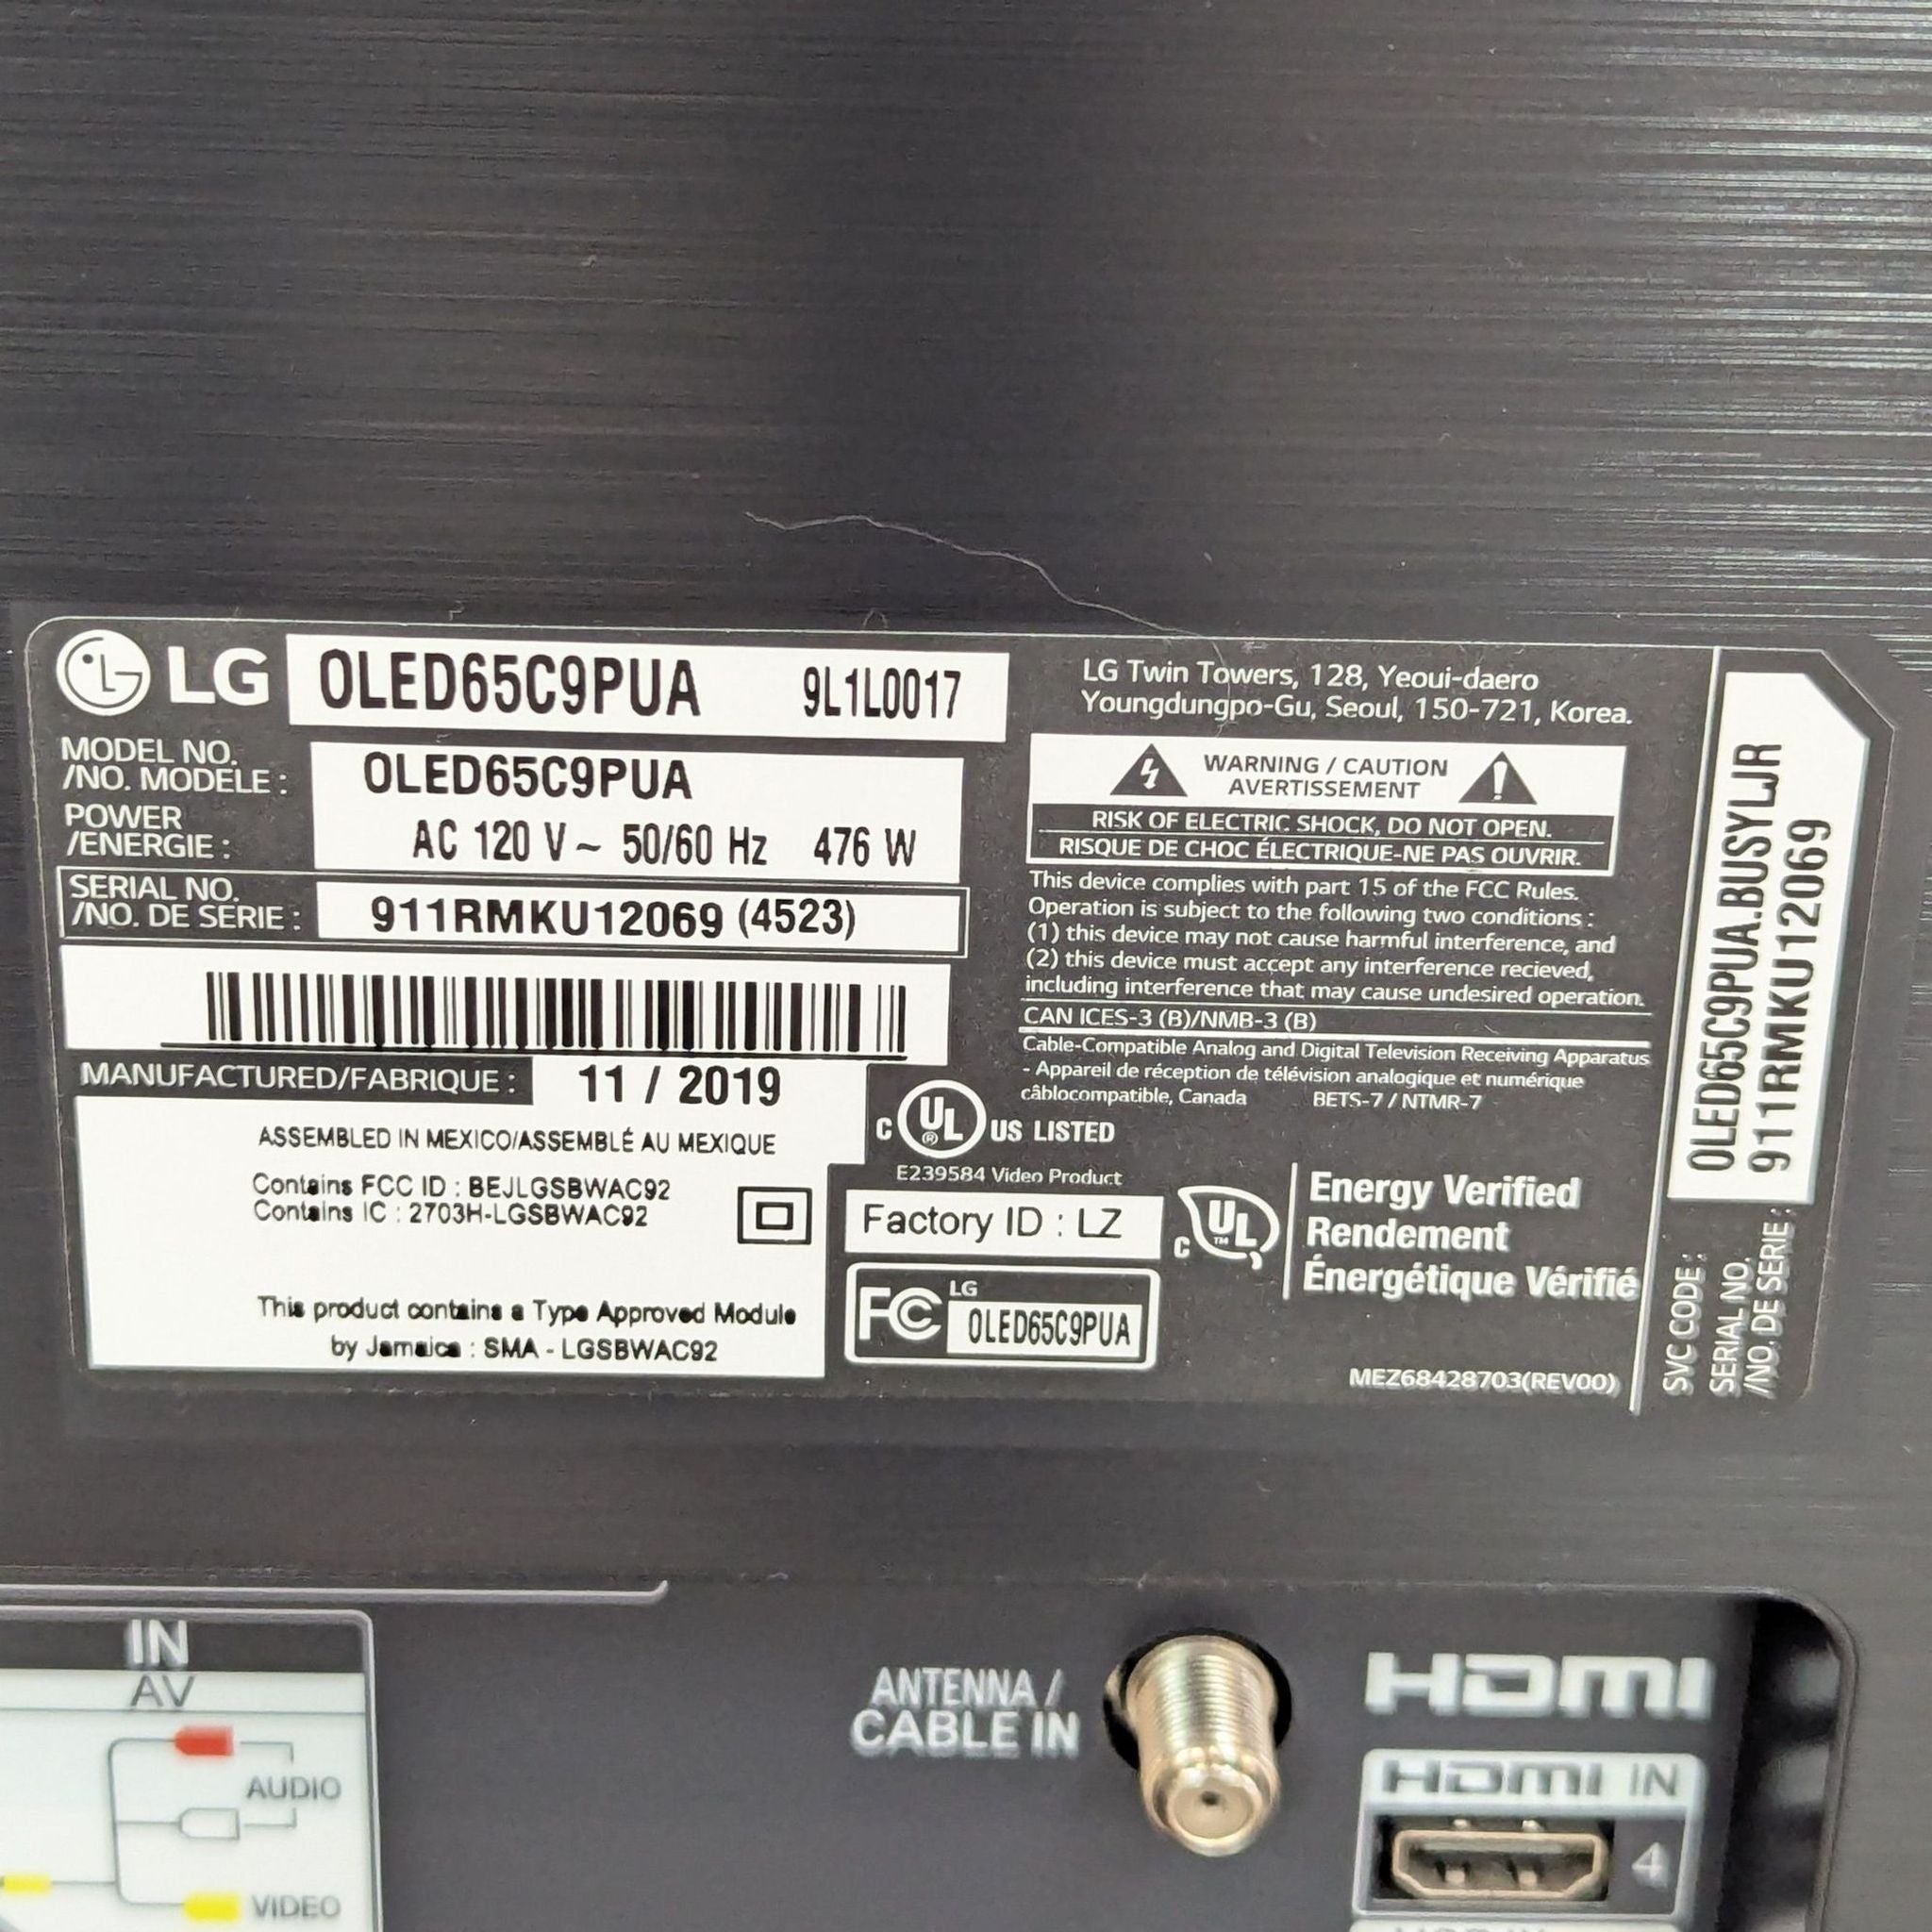 LG OLED65C9PUA 9L1L0017
MODEL NO.
/NO. MODÈLE : OLED65C9PUA
POWER
/ÉNERGIE : AC 120 V ~ 50/60 Hz 476 W
SERIAL NO.
/NO. DE SÉRIE : 911RMKU12069 (4523)
MANUFACTURED/FABRIQUE : 11 / 2019
ASSEMBLED IN MEXICO/ASSEMBLÉ AU MEXIQUE
Contains FCC ID : BEJLGSBWAC92
Contains IC : 2703H-LGSBWAC92
This product contains a Type Approved Module
by Jamaica : SMA - LGSBWAC92
LG Twin Towers, 128, Yeoui-daero
Youngdungpo-Gu, Seoul, 150-721, Korea.
WARNING / CAUTION
AVERTISSEMENT
RISK OF ELECTRIC SHOCK, DO NOT OPEN.
RISQUE DE CHOC ÉLECTRIQUE-NE PAS OUVRIR.
This device complies with part 15 of the FCC Rules.
Operation is subject to the following two conditions :
(1) this device may not cause harmful interference, and
(2) this device must accept any interference recieved,
including interference that may cause undesired operation.
CAN ICES-3 (B)/NMB-3 (B)
Cable-Compatible Analog and Digital Television Receiving Apparatus
- Appareil de réception de télévision analogique et numérique
câblocompatible, Canada BETS-7 / NTMR-7
C UL ® US LISTED
E239584 Video Product
Factory ID : LZ
FC LG
OLED65C9PUA
C UL ™
Energy Verified
Rendement
Énergétique Vérifié
MEZ68428703(REV00)
SVC CODE : OLED65C9PUA.BUSYLJR
SERIAL NO.
/NO. DE SÉRIE : 911RMKU12069
IN
AV
AUDIO
VIDEO
ANTENNA /
CABLE IN
HDMI
HDMI IN
4